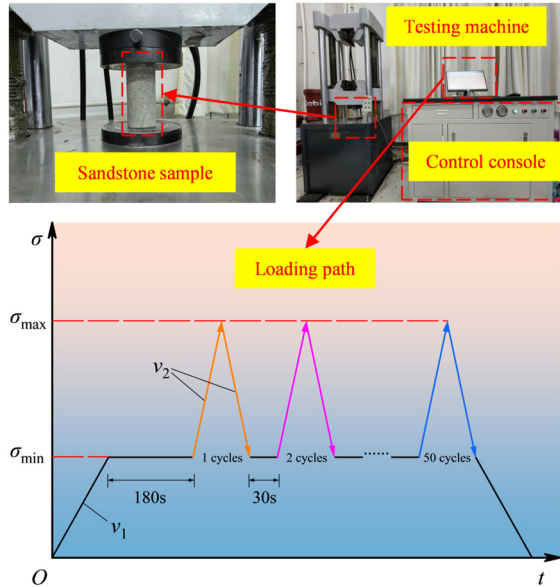 Testing machine
Sandstone sample
Control console
Loading path
σ
σmax
v2
σmin
1 cycles
2 cycles
......
50 cycles
180s
30s
v1
O
t